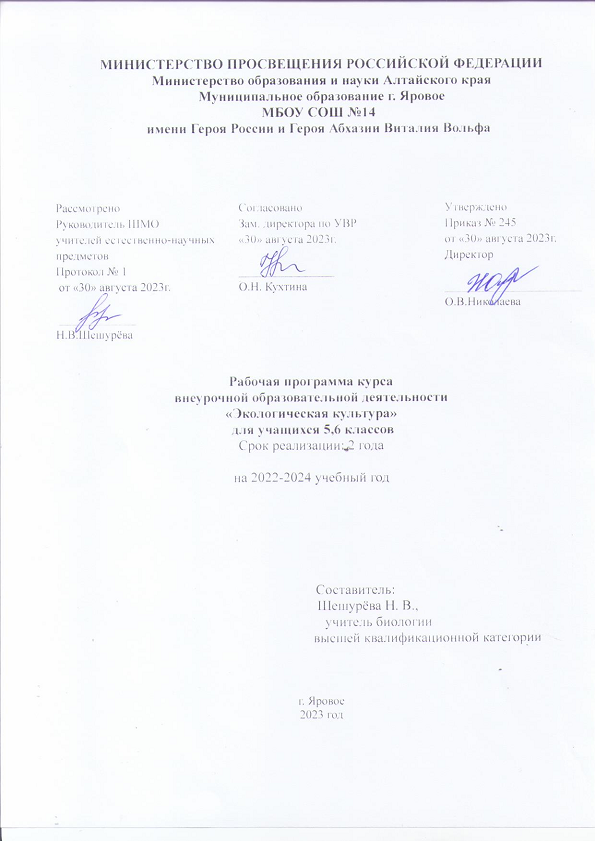 МИНИСТЕРСТВО ПРОСВЕЩЕНИЯ РОССИЙСКОЙ ФЕДЕРАЦИИ
Министерство образования и науки Алтайского края
Муниципальное образование г. Яровое
МБОУ СОШ №14
имени Героя России и Героя Абхазии Виталия Вольфа
Рассмотрено
Руководитель ШМО
учителей естественно-научных
предметов
Протокол № 1
от «30» августа 2023г.
Н.В.Шешурёва
Согласовано
Зам. директора по УВР
«30» августа 2023г.
О.Н. Кухтина
Утверждено
Приказ № 245
от «30» августа 2023г.
Директор
О.В.Николаева
Рабочая программа курса
внеурочной образовательной деятельности
«Экологическая культура»
для учащихся 5,6 классов
Срок реализации: 2 года
на 2022-2024 учебный год
Составитель:
Шешурёва Н. В.,
учитель биологии
высшей квалификационной категории
г. Яровое
2023 год